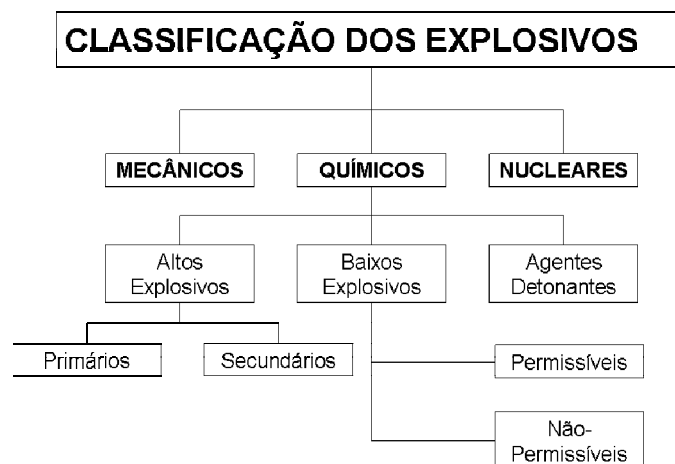 CLASSIFICAÇÃO DOS EXPLOSIVOS
MECÂNICOS
QUÍMICOS
NUCLEARES
Altos
Explosivos
Baixos
Explosivos
Agentes
Detonantes
Primários
Secundários
Permissíveis
Não-
Permissíveis